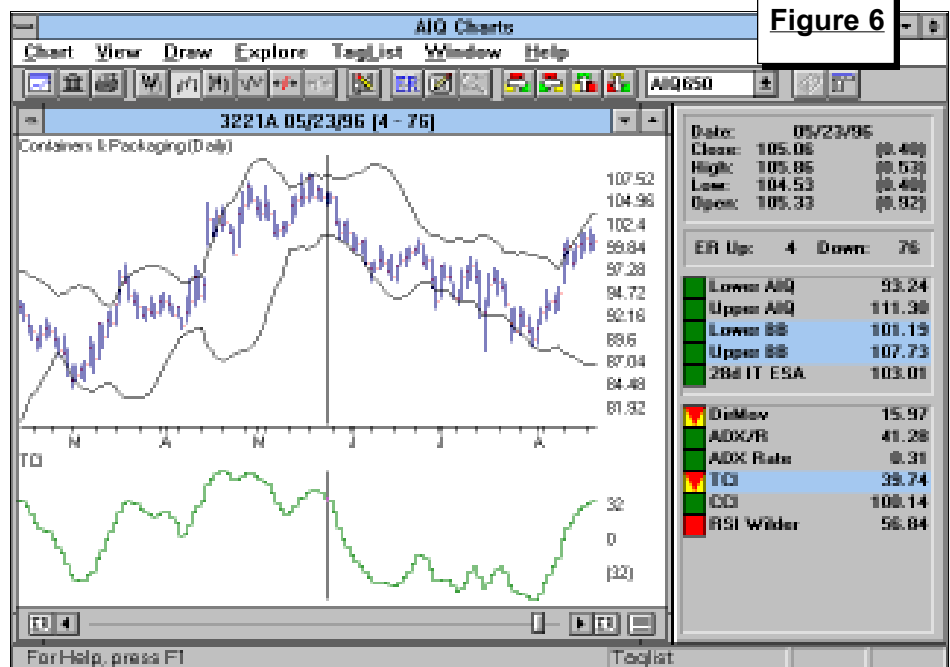 Figure 6
AIQ Charts
Chart View Draw Explore TagList Window Help
ER
AIQ650
3221A 05/23/96 (4 - 76)
Containers & Packaging (Daily)
107.52
104.96
102.4
99.84
97.28
94.72
92.16
89.6
87.04
84.48
81.92
M A M J J A
TCI
32
0
(32)
Date: 05/23/96
Close: 105.06 (0.40)
High: 105.86 (0.53)
Low: 104.53 (0.40)
Open: 105.33 (0.92)
ER Up: 4 Down: 76
Lower AIQ 93.24
Upper AIQ 111.30
Lower BB 101.19
Upper BB 107.73
28d IT ESA 103.01
DirMov 15.97
ADX/R 41.28
ADX Rate 0.31
TCI 39.74
CCI 100.14
RSI Wilder 56.84
ER ER
For Help, press F1 Taglist